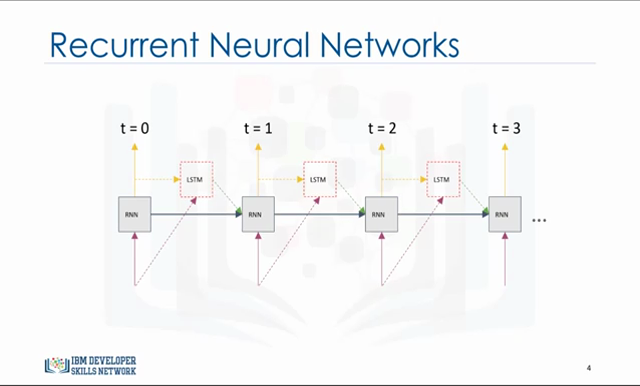 Recurrent Neural Networks
t = 0 t = 1 t = 2 t = 3
LSTM LSTM LSTM
RNN RNN RNN RNN ...
IBM DEVELOPER
SKILLS NETWORK
4